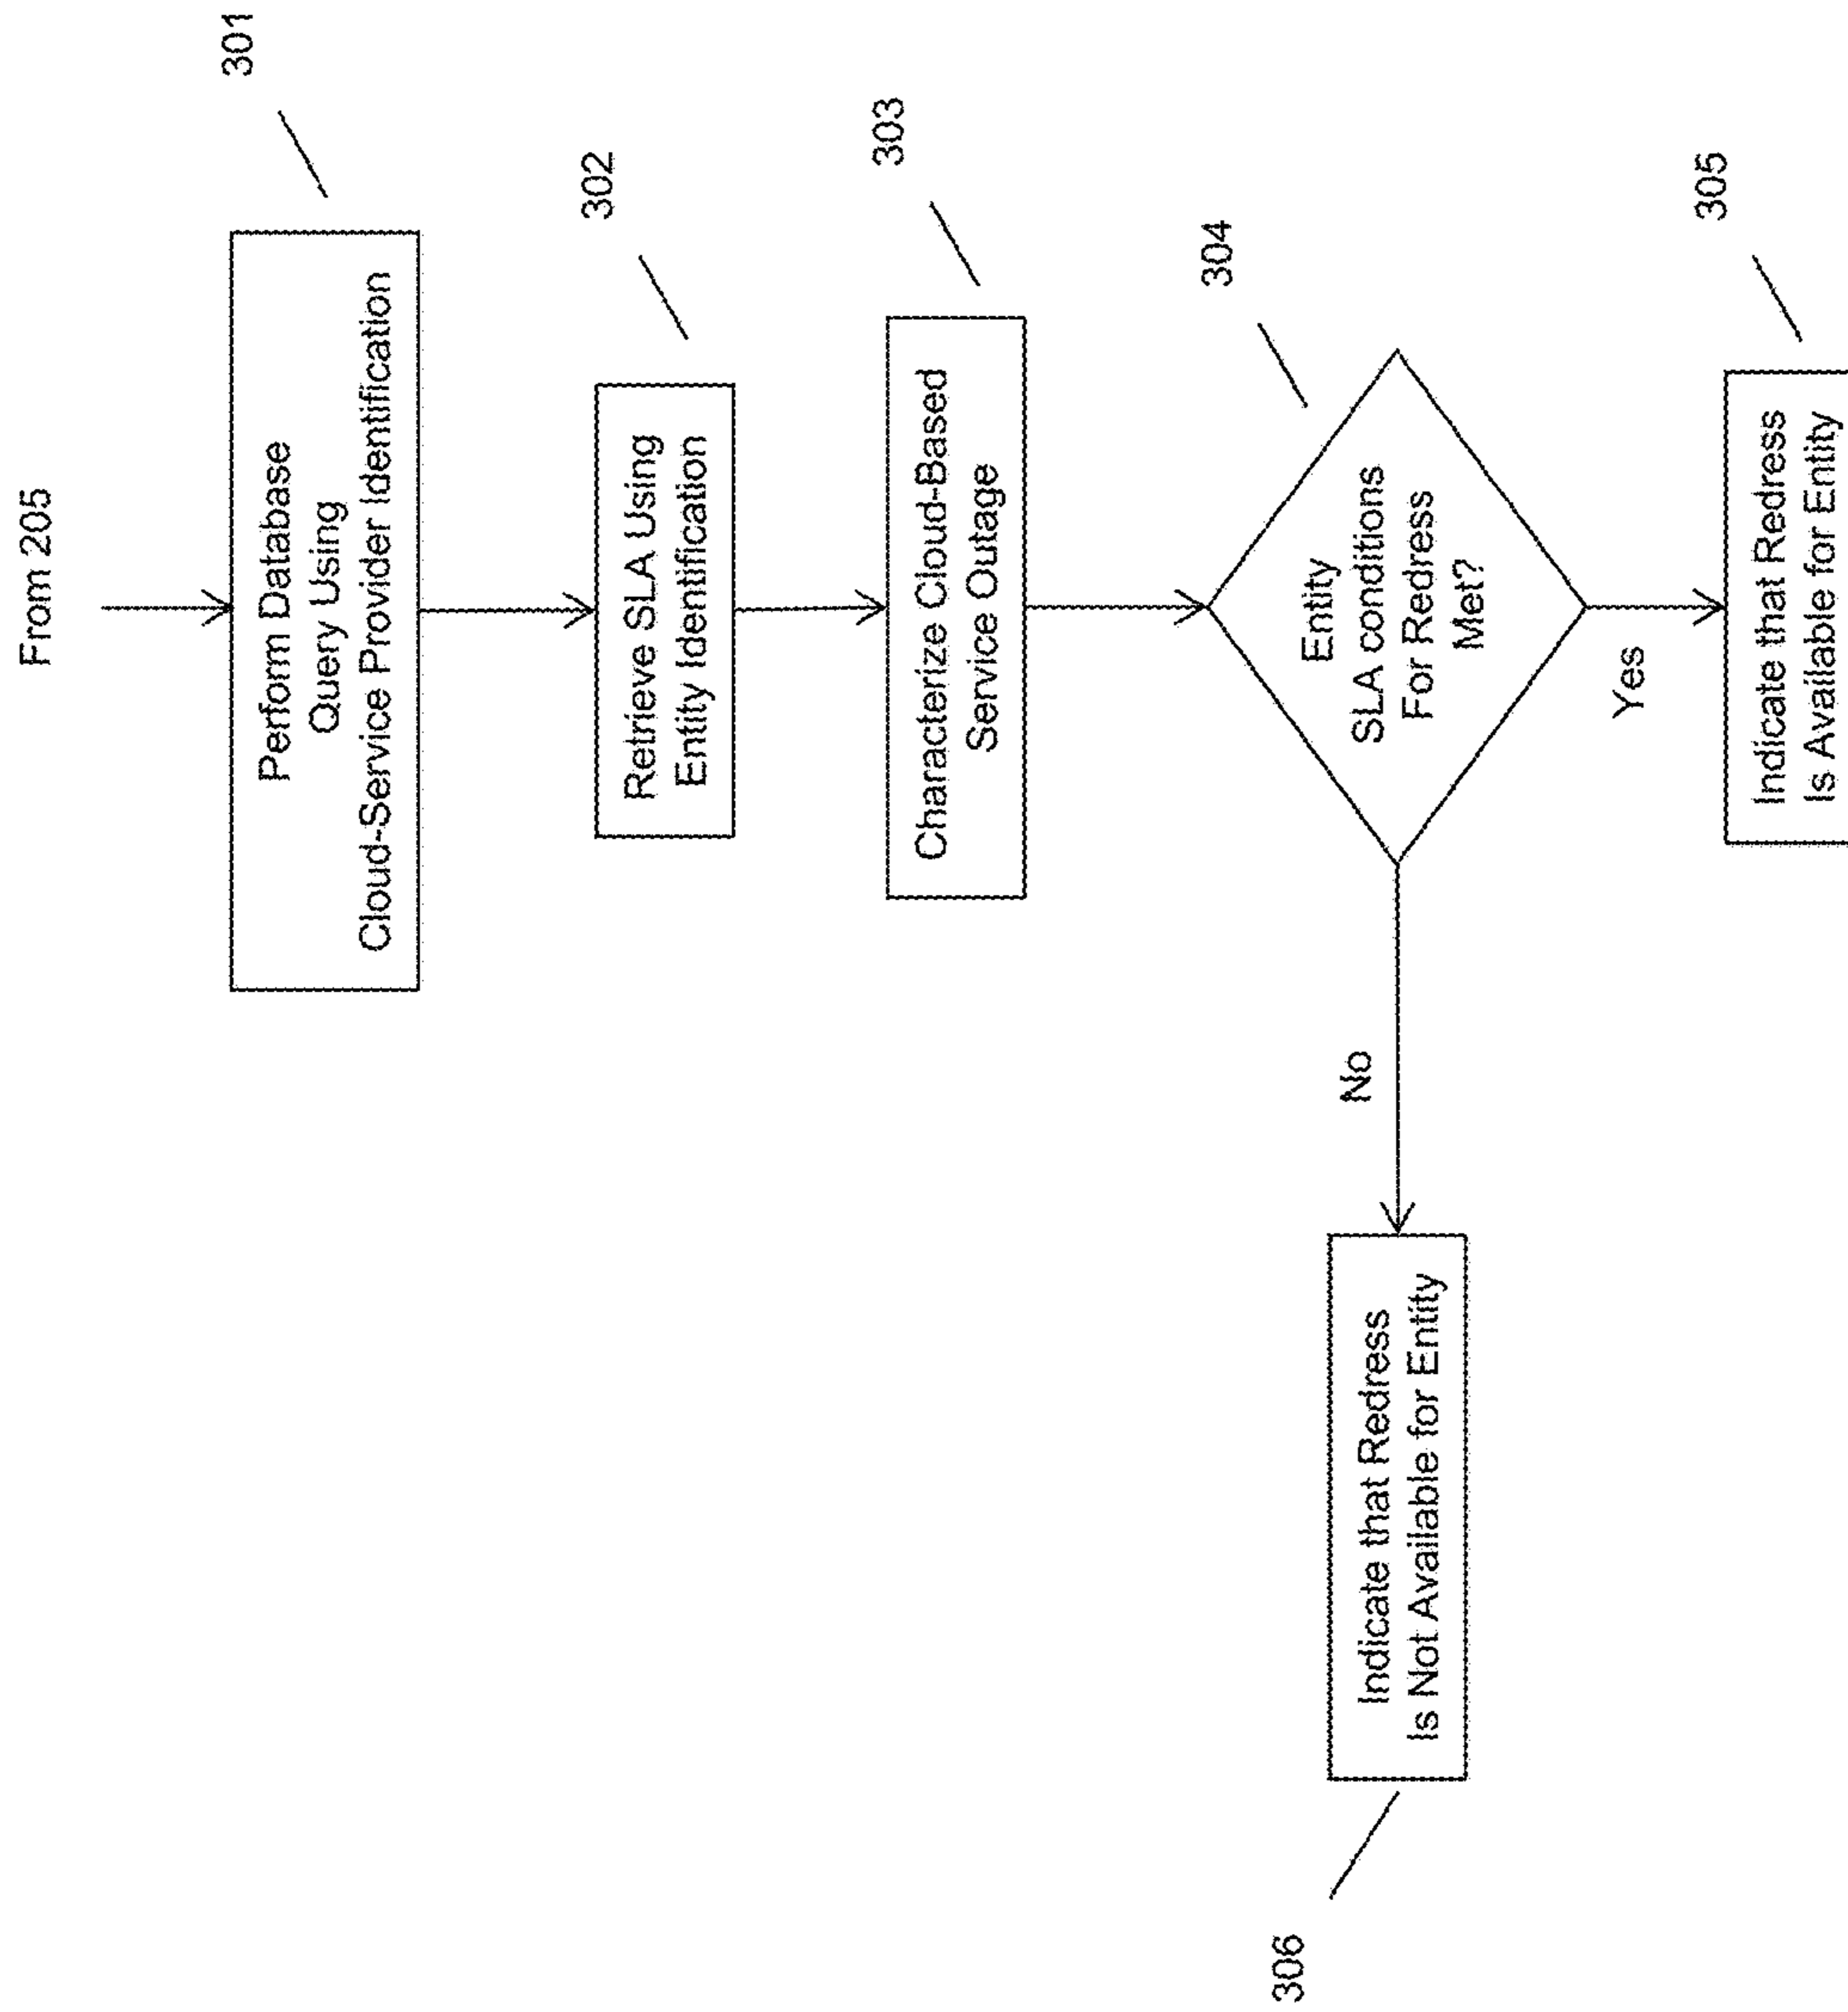 From 205
301
Perform Database
Query Using
Cloud-Service Provider Identification
302
Retrieve SLA Using
Entity Identification
303
Characterize Cloud-Based
Service Outage
304
Entity
SLA conditions
For Redress
Met?
No
Yes
306
Indicate that Redress
Is Not Available for Entity
305
Indicate that Redress
Is Available for Entity